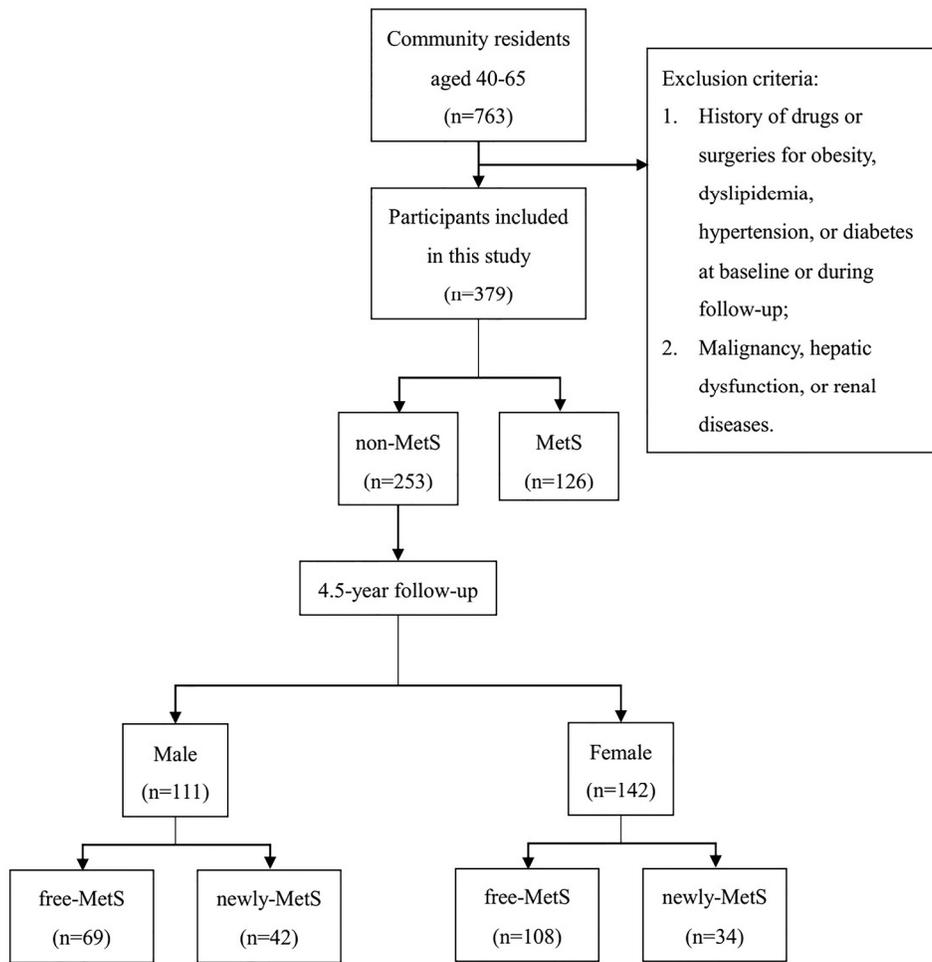 Community residents
aged 40-65
(n=763)
Exclusion criteria:
1. History of drugs or
surgeries for obesity,
dyslipidemia,
hypertension, or diabetes
at baseline or during
follow-up;
2. Malignancy, hepatic
dysfunction, or renal
diseases.
Participants included
in this study
(n=379)
non-MetS
(n=253)
MetS
(n=126)
4.5-year follow-up
Male
(n=111)
Female
(n=142)
free-MetS
(n=69)
newly-MetS
(n=42)
free-MetS
(n=108)
newly-MetS
(n=34)